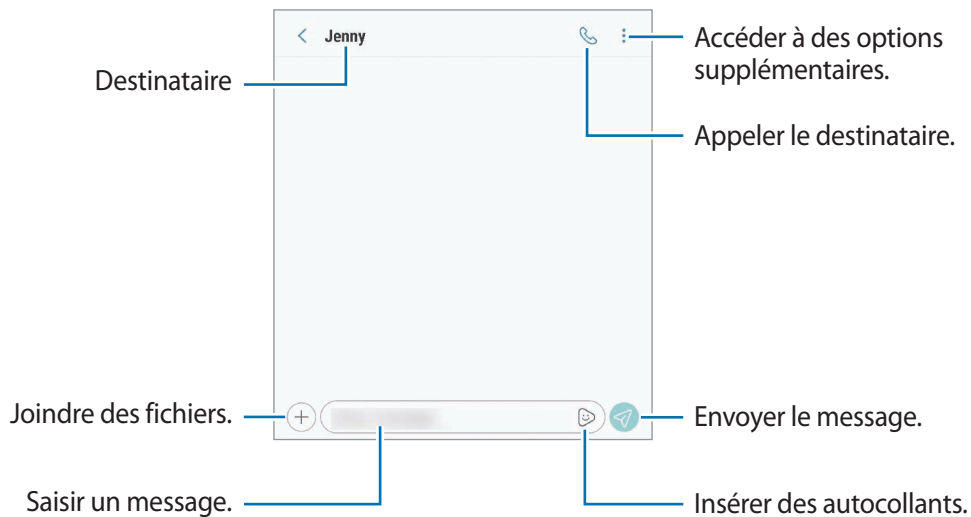 Jenny
Accéder à des options
supplémentaires.
Destinataire
Appeler le destinataire.
Joindre des fichiers.
Envoyer le message.
Saisir un message.
Insérer des autocollants.